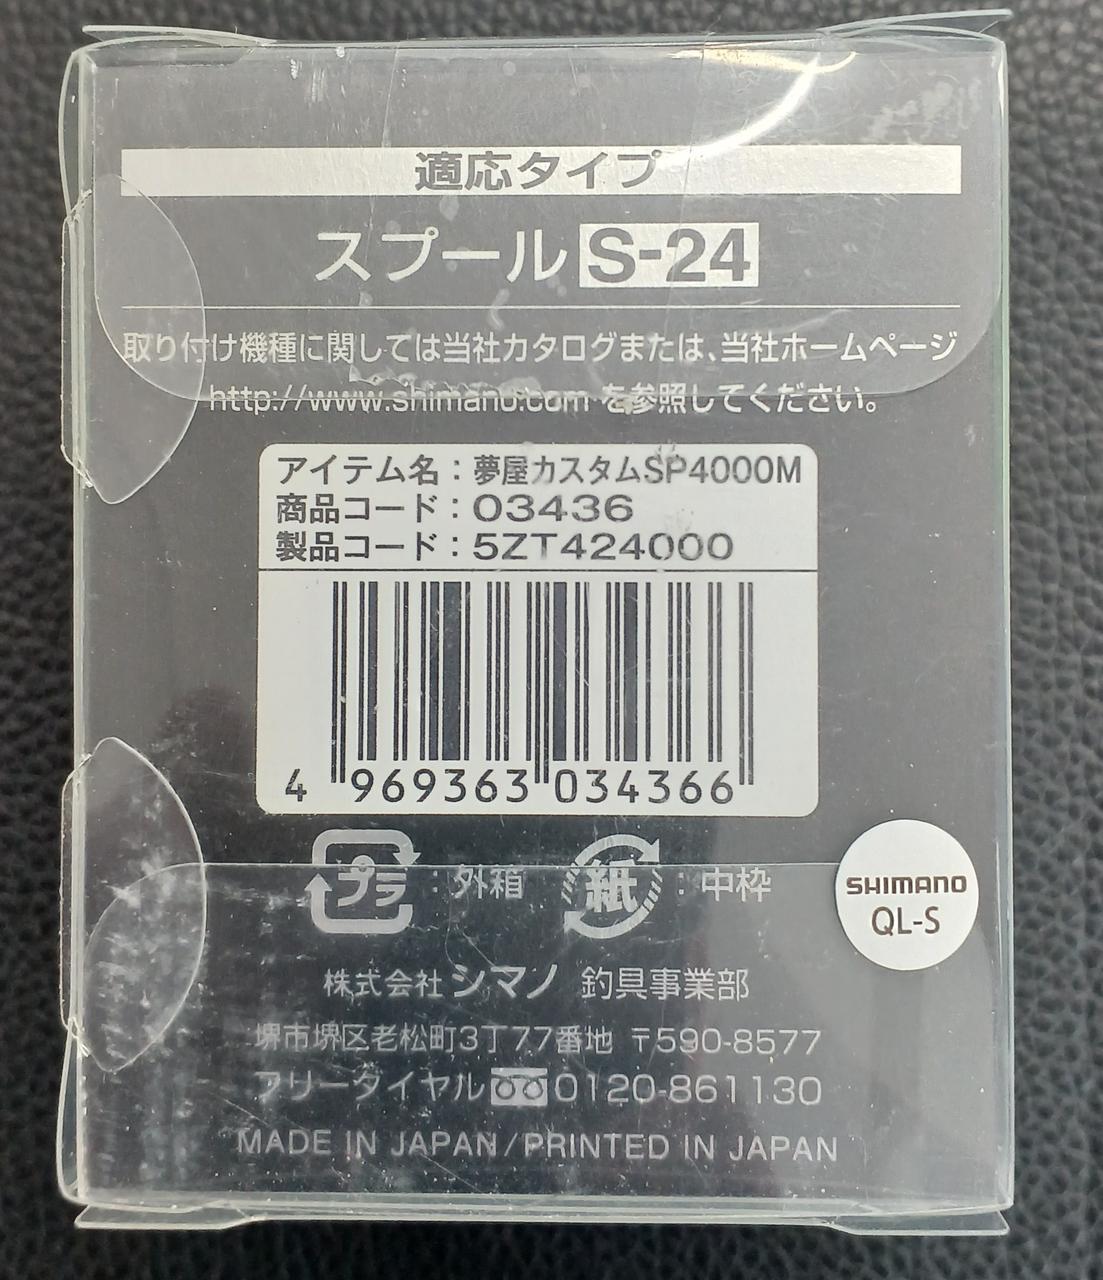 適応タイプ
スプール S-24
取り付け機種に関しては当社カタログまたは、当社ホームページ
http://www.shimano.com を参照してください。
アイテム名：夢屋カスタムSP4000M
商品コード：03436
製品コード：5ZT424000
4 969363 034366
プラ：外箱 紙：中枠
SHIMANO
QL-S
株式会社シマノ 釣具事業部
堺市堺区老松町3丁77番地 〒590-8577
フリーダイヤル 0120-861130
MADE IN JAPAN/PRINTED IN JAPAN